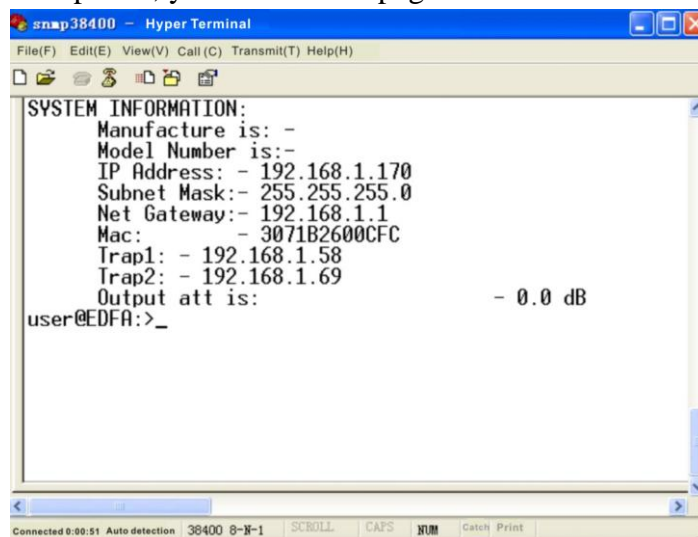 snmp38400 - HyperTerminal
File(F) Edit(E) View(V) Call(C) Transmit(T) Help(H)
SYSTEM INFORMATION:
Manufacture is: -
Model Number is:-
IP Address: - 192.168.1.170
Subnet Mask:- 255.255.255.0
Net Gateway:- 192.168.1.1
Mac: - 3071B2600CFC
Trap1: - 192.168.1.58
Trap2: - 192.168.1.69
Output att is: - 0.0 dB
user@EDFA:>_
Connected 0:00:51 Auto detection 38400 8-N-1 SCROLL CAPS NUM Catch Print